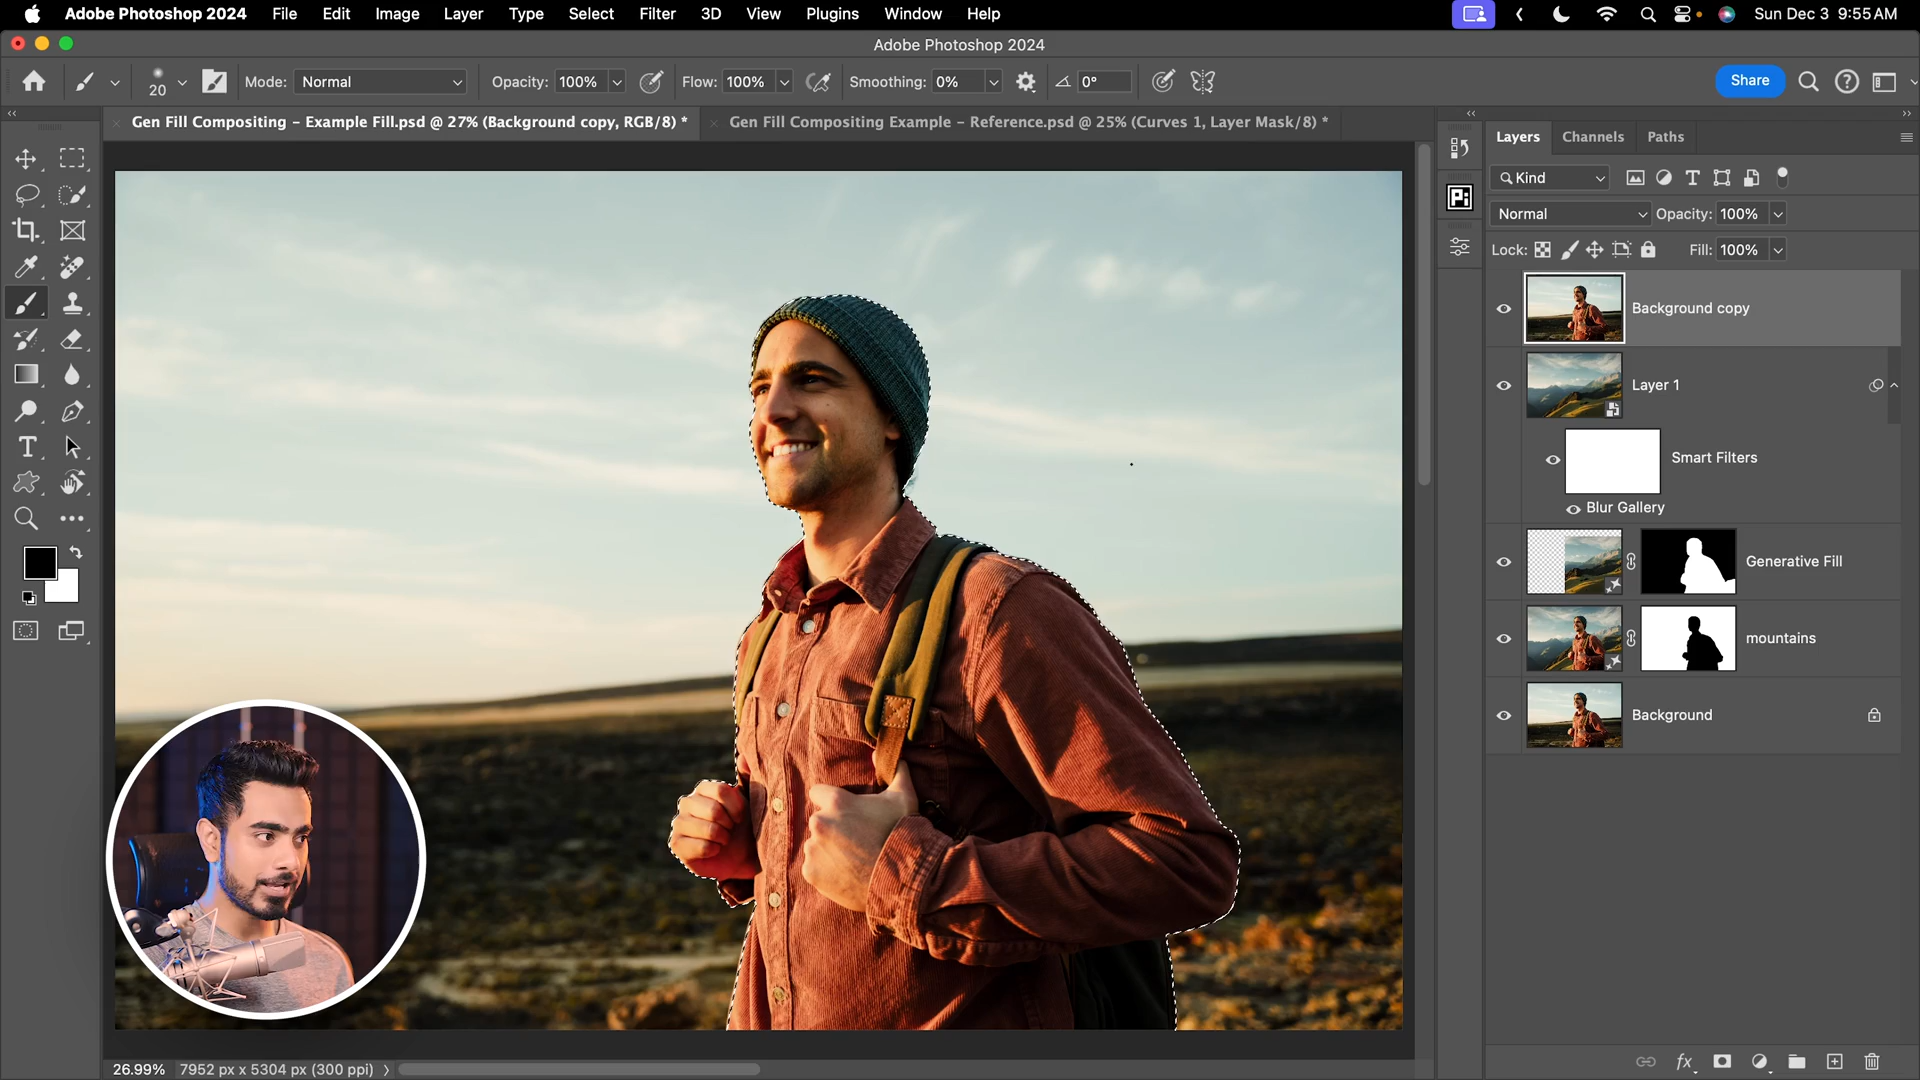 Adobe Photoshop 2024 File Edit Image Layer Type Select Filter 3D View Plugins Window Help Sun Dec 3 9:55 AM
Adobe Photoshop 2024
20 Mode: Normal Opacity: 100% Flow: 100% Smoothing: 0% 0° Share
Gen Fill Compositing – Example Fill.psd @ 27% (Background copy, RGB/8) *
Gen Fill Compositing Example – Reference.psd @ 25% (Curves 1, Layer Mask/8) *
Layers Channels Paths
Kind
Normal Opacity: 100%
Lock: Fill: 100%
Background copy
Layer 1
Smart Filters
Blur Gallery
Generative Fill
mountains
Background
26.99% 7952 px x 5304 px (300 ppi)